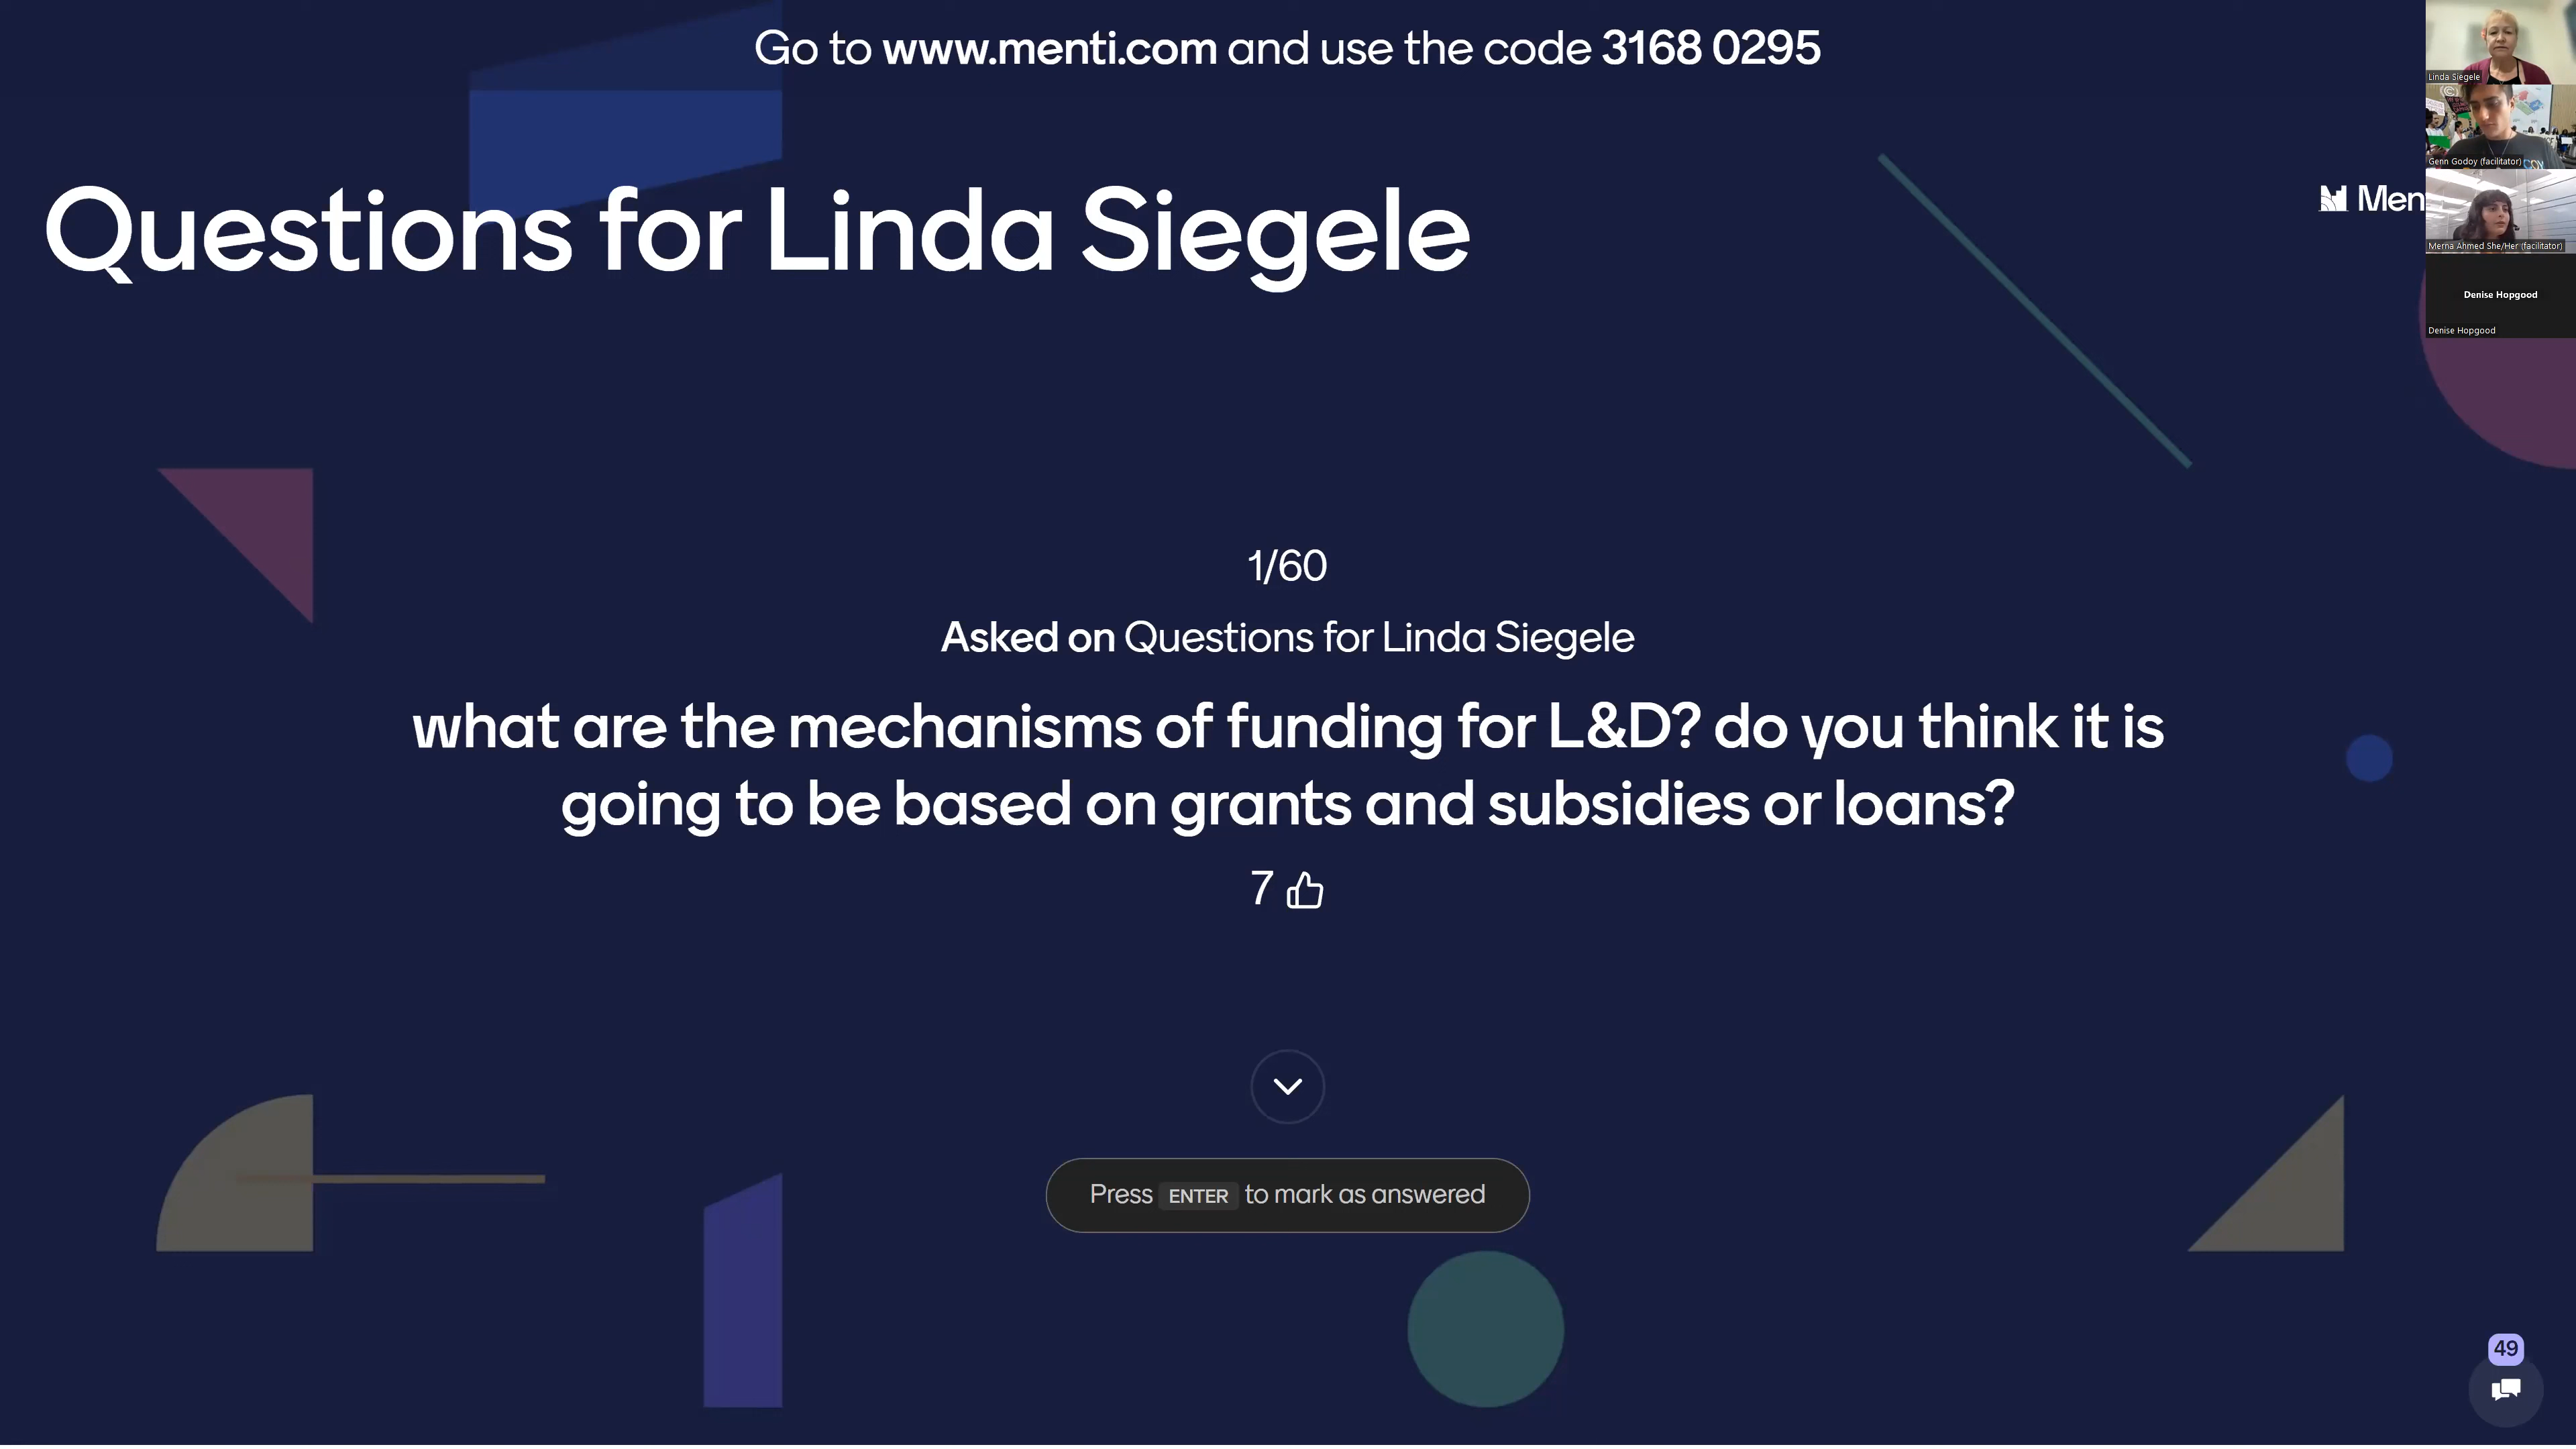 Go to www.menti.com and use the code 3168 0295
Questions for Linda Siegele
Men
1/60
Asked on Questions for Linda Siegele
what are the mechanisms of funding for L&D? do you think it is
going to be based on grants and subsidies or loans?
7
Press ENTER to mark as answered
49
Linda Siegele
Genn Godoy (facilitator)
Merna Ahmed She/Her (facilitator)
Denise Hopgood
Denise Hopgood